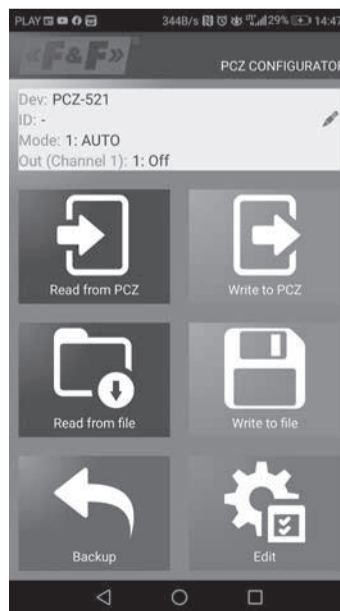 PLAY 344B/s 29% 14:47
«F&F»
PCZ CONFIGURATOR
Dev: PCZ-521
ID: -
Mode: 1: AUTO
Out (Channel 1): 1: Off
Read from PCZ
Write to PCZ
Read from file
Write to file
Backup
Edit